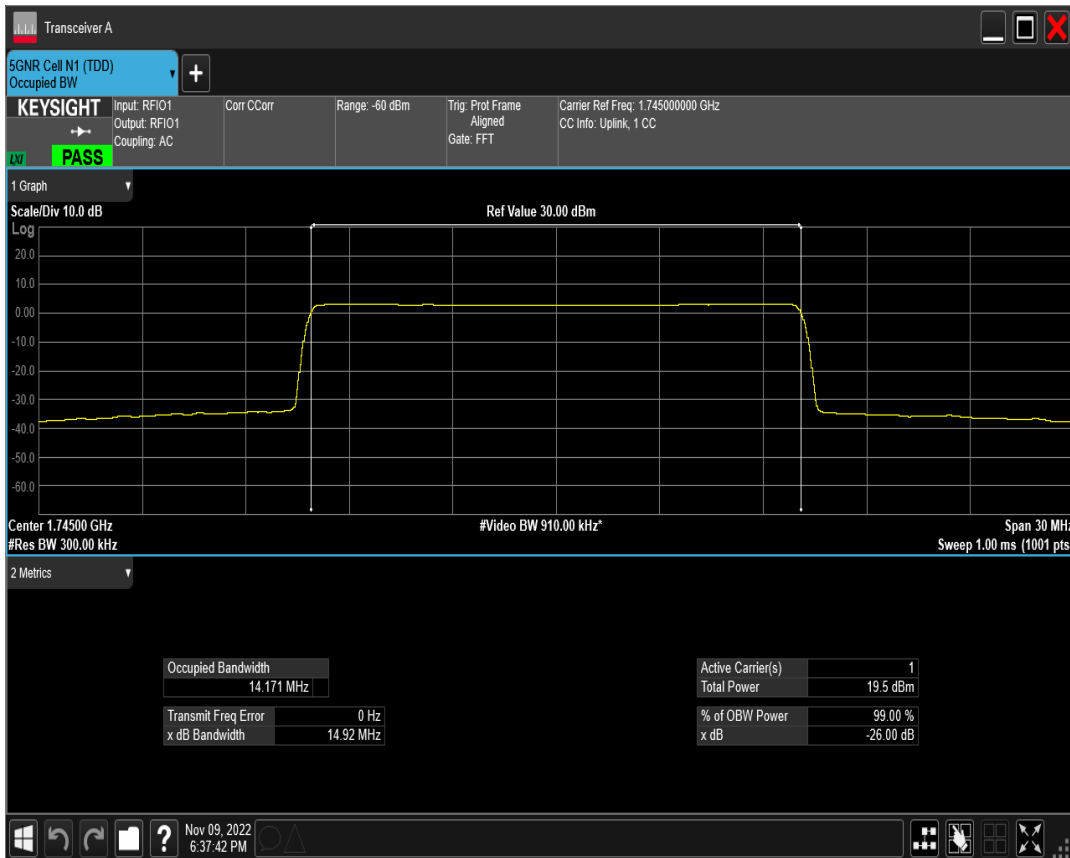 Transceiver A
5GNR Cell N1 (TDD)
Occupied BW
+
KEYSIGHT
LXI
PASS
Input: RFIO1
Output: RFIO1
Coupling: AC
Corr CCorr
Range: -60 dBm
Trig: Prot Frame
Aligned
Gate: FFT
Carrier Ref Freq: 1.745000000 GHz
CC Info: Uplink, 1 CC
1 Graph
Scale/Div 10.0 dB
Ref Value 30.00 dBm
Log
20.0
10.0
0.00
-10.0
-20.0
-30.0
-40.0
-50.0
-60.0
Center 1.74500 GHz
#Video BW 910.00 kHz*
Span 30 MHz
#Res BW 300.00 kHz
Sweep 1.00 ms (1001 pts
2 Metrics
Occupied Bandwidth
14.171 MHz
Transmit Freq Error 0 Hz
x dB Bandwidth 14.92 MHz
Active Carrier(s) 1
Total Power 19.5 dBm
% of OBW Power 99.00 %
x dB -26.00 dB
?
Nov 09, 2022
6:37:42 PM